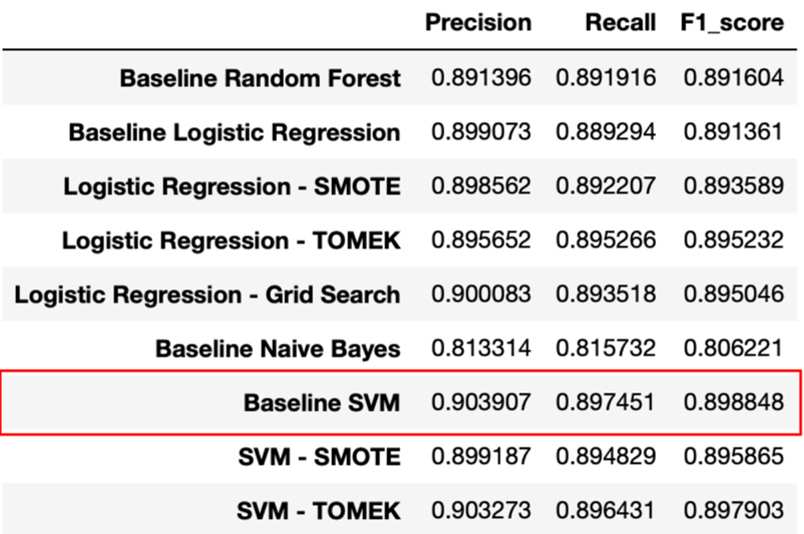 Precision Recall F1_score
Baseline Random Forest 0.891396 0.891916 0.891604
Baseline Logistic Regression 0.899073 0.889294 0.891361
Logistic Regression - SMOTE 0.898562 0.892207 0.893589
Logistic Regression - TOMEK 0.895652 0.895266 0.895232
Logistic Regression - Grid Search 0.900083 0.893518 0.895046
Baseline Naive Bayes 0.813314 0.815732 0.806221
Baseline SVM 0.903907 0.897451 0.898848
SVM - SMOTE 0.899187 0.894829 0.895865
SVM - TOMEK 0.903273 0.896431 0.897903